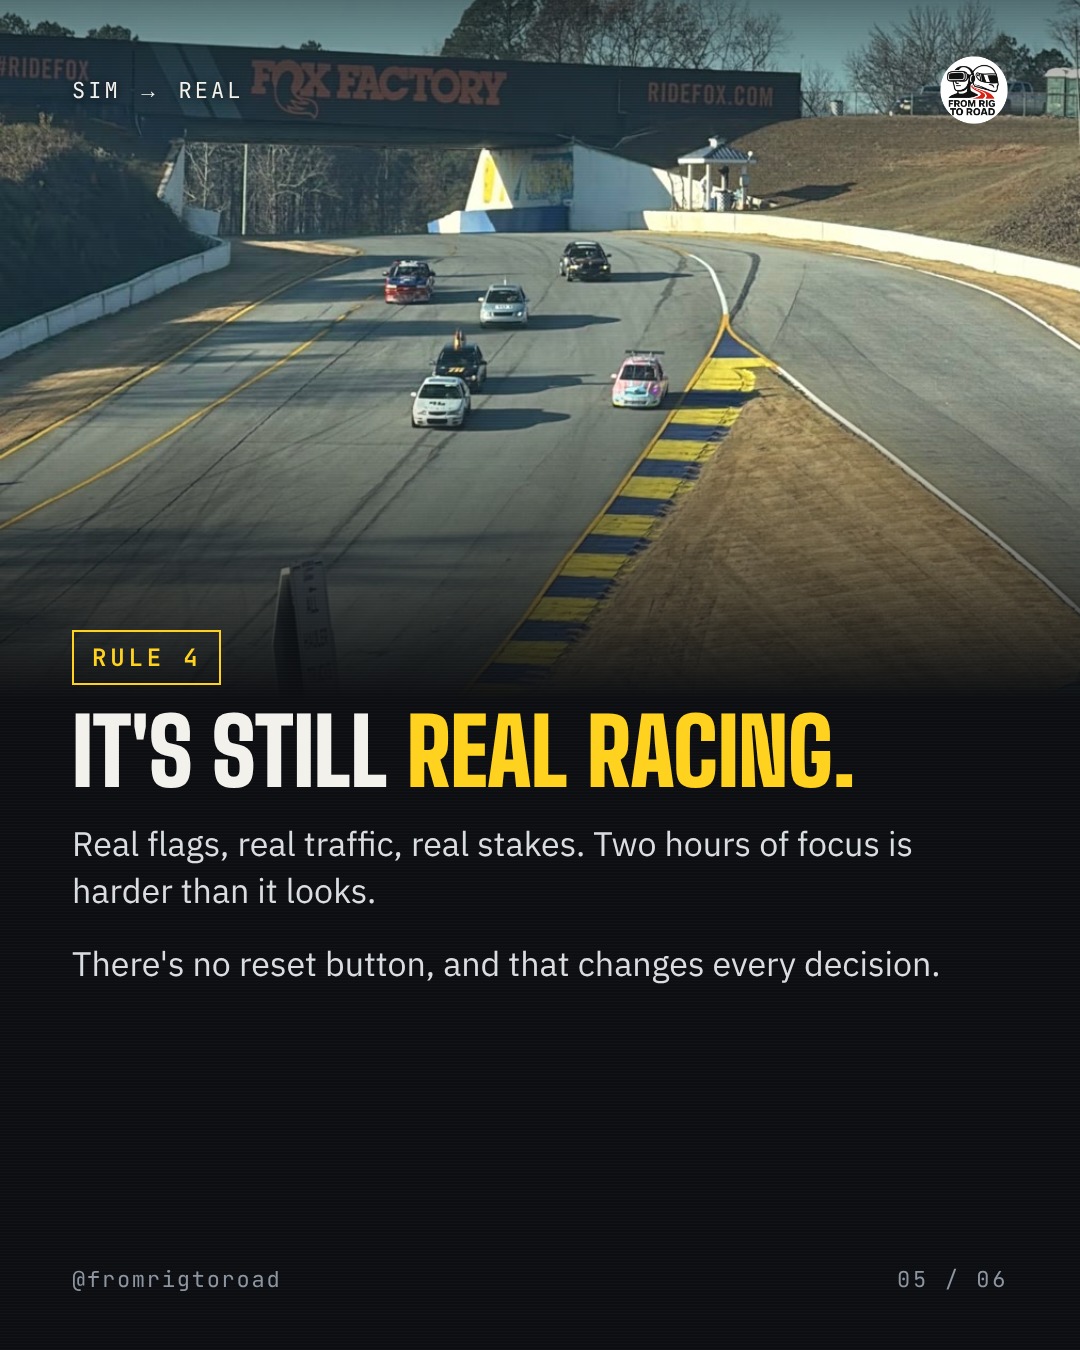 #RIDEFOX
FOX FACTORY
RIDEFOX.COM
SIM → REAL
FROM RIG
TO ROAD
RULE 4
IT'S STILL REAL RACING.
Real flags, real traffic, real stakes. Two hours of focus is
harder than it looks.
There's no reset button, and that changes every decision.
@fromrigtoroad
05 / 06